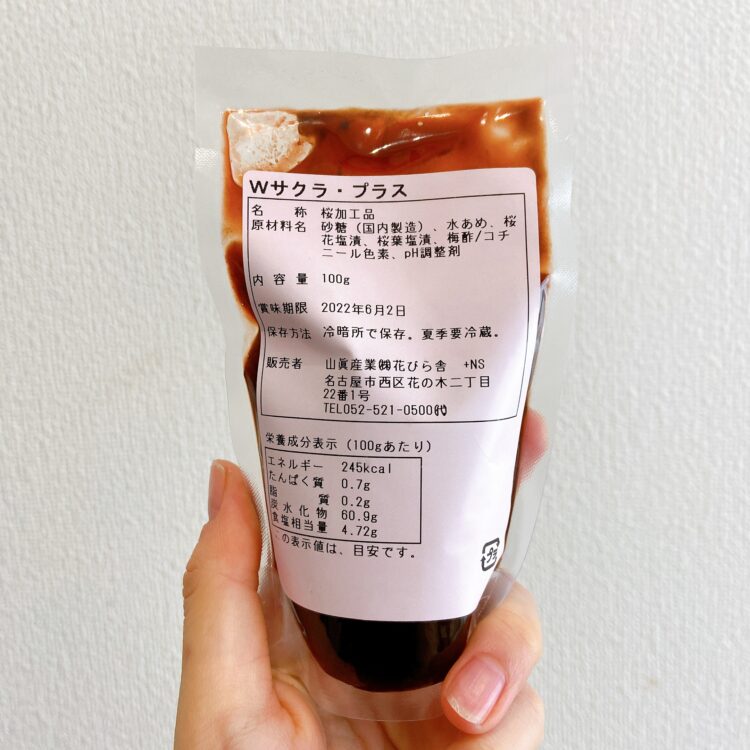 Wサクラ・プラス
名 称 桜加工品
原材料名 砂糖（国内製造）、水あめ、桜
花塩漬、桜葉塩漬、梅酢/コチ
ニール色素、pH調整剤
内容量 100g
賞味期限 2022年6月2日
保存方法 冷暗所で保存。夏季要冷蔵。
販売者 山眞産業㈱花びら舎 +NS
名古屋市西区花の木二丁目
22番1号
TEL052-521-0500㈹
栄養成分表示（100gあたり）
エネルギー 245kcal
たんぱく質 0.7g
脂 質 0.2g
炭水化物 60.9g
食塩相当量 4.72g
の表示値は、目安です。
プラ